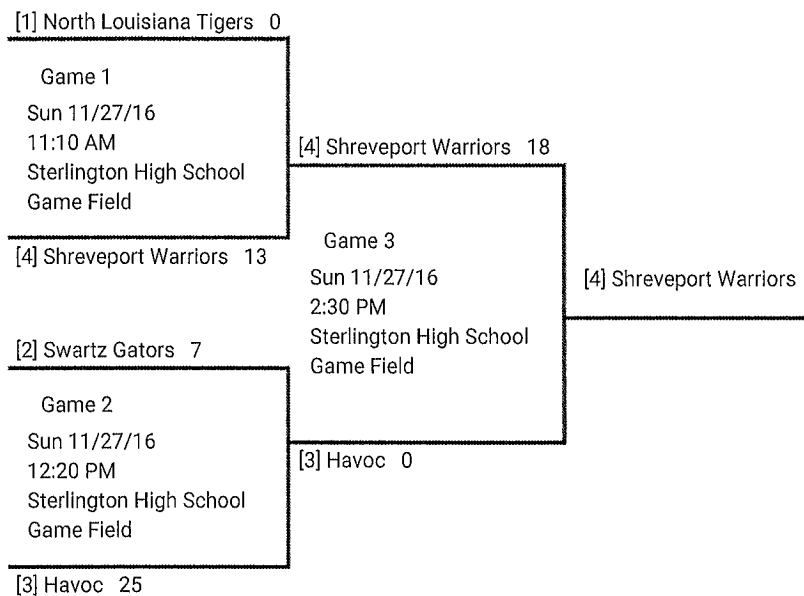 [1] North Louisiana Tigers 0
Game 1
Sun 11/27/16
11:10 AM
Sterlington High School
Game Field
[4] Shreveport Warriors 13
[4] Shreveport Warriors 18
Game 3
Sun 11/27/16
2:30 PM
Sterlington High School
Game Field
[3] Havoc 0
[4] Shreveport Warriors
[2] Swartz Gators 7
Game 2
Sun 11/27/16
12:20 PM
Sterlington High School
Game Field
[3] Havoc 25